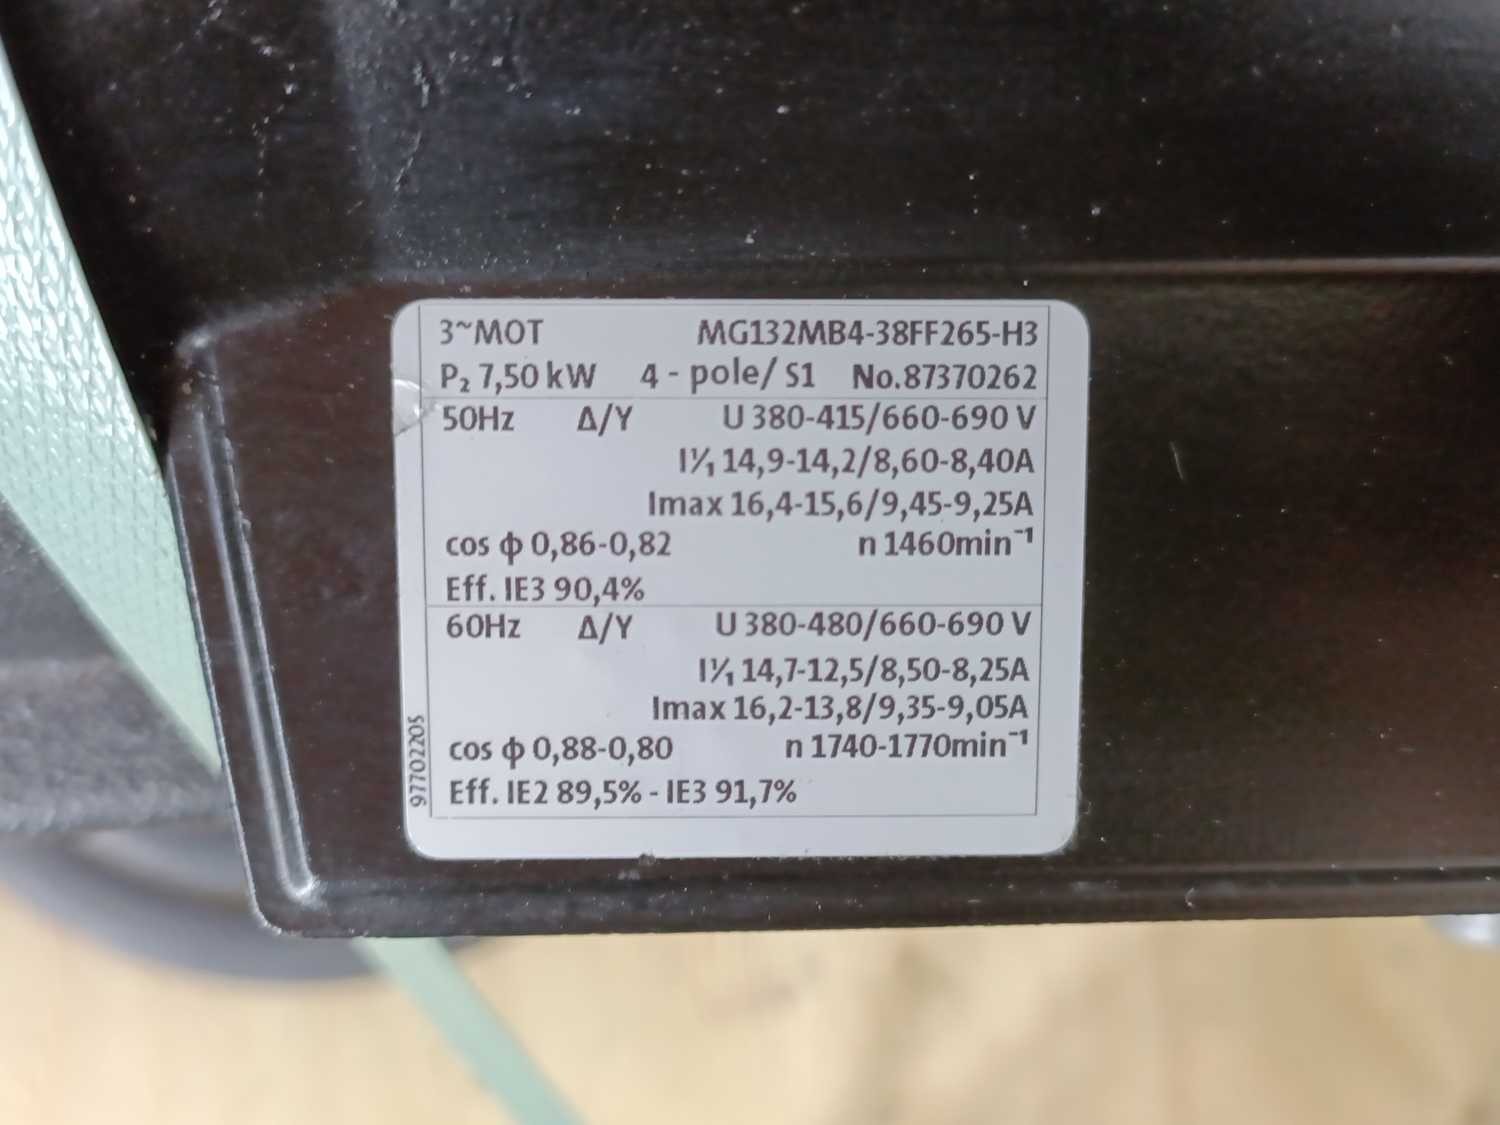 3~MOT MG132MB4-38FF265-H3
P₂ 7,50 kW 4 - pole/ S1 No.87370262
50Hz Δ/Y U 380-415/660-690 V
I¹⁄₁ 14,9-14,2/8,60-8,40A
Imax 16,4-15,6/9,45-9,25A
cos ϕ 0,86-0,82 n 1460min⁻¹
Eff. IE3 90,4%
60Hz Δ/Y U 380-480/660-690 V
I¹⁄₁ 14,7-12,5/8,50-8,25A
Imax 16,2-13,8/9,35-9,05A
cos ϕ 0,88-0,80 n 1740-1770min⁻¹
Eff. IE2 89,5% - IE3 91,7%
97702205